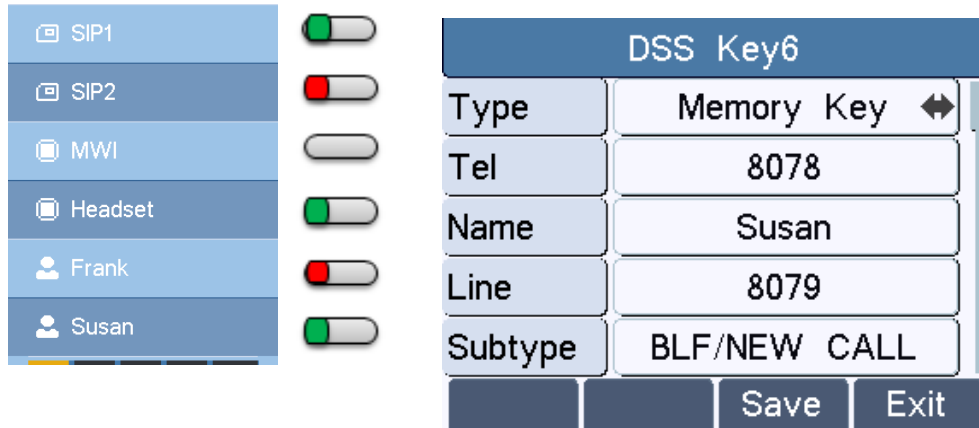 SIP1
SIP2
MWI
Headset
Frank
Susan
DSS Key6
Type Memory Key
Tel 8078
Name Susan
Line 8079
Subtype BLF/NEW CALL
Save Exit